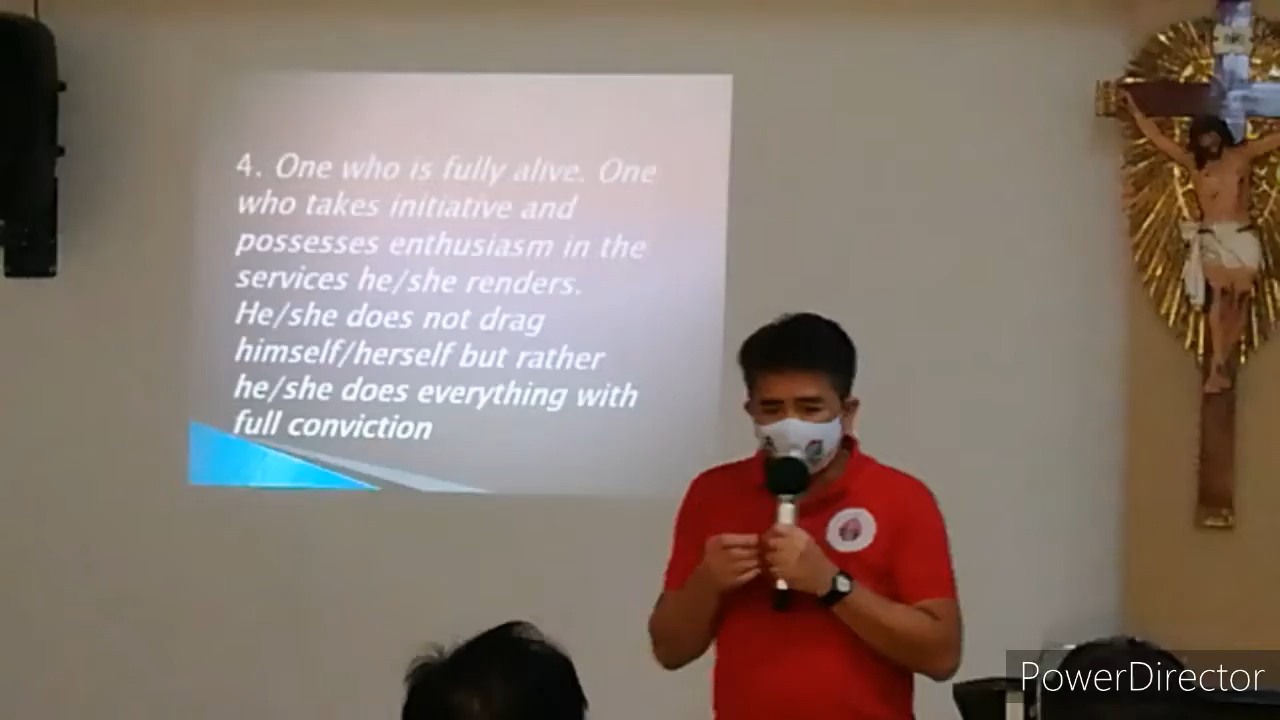 4. One who is fully alive. One
who takes initiative and
possesses enthusiasm in the
services he/she renders.
He/she does not drag
himself/herself but rather
he/she does everything with
full conviction
PowerDirector